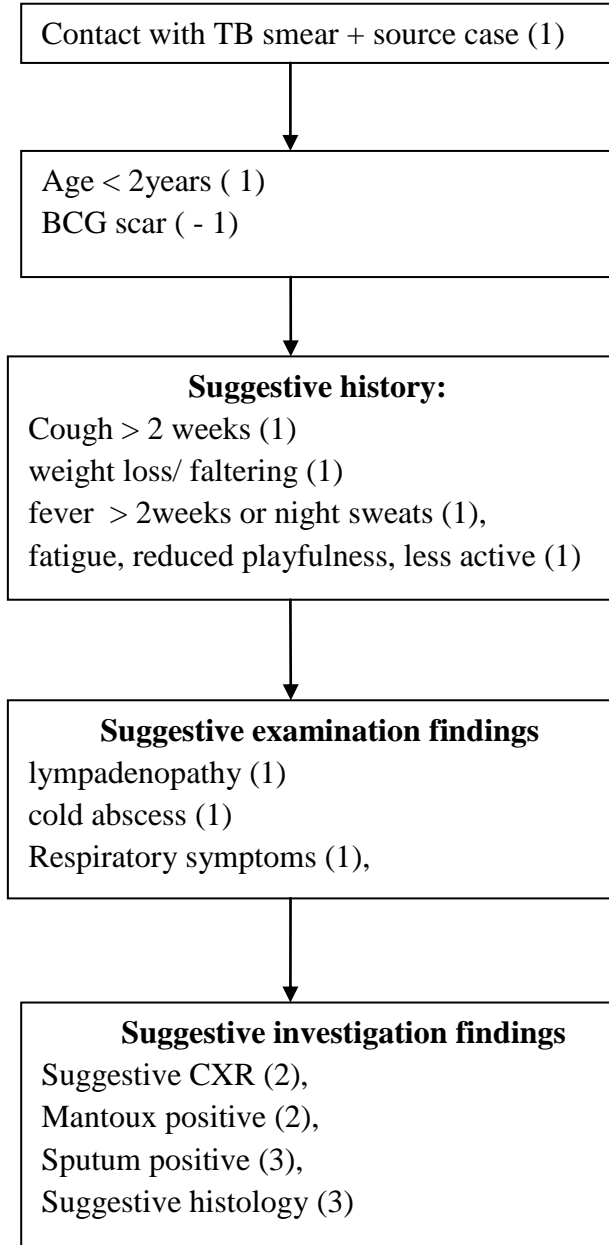 Contact with TB smear + source case (1)
Age < 2years ( 1)
BCG scar ( - 1)
Suggestive history:
Cough > 2 weeks (1)
weight loss/ faltering (1)
fever  > 2weeks or night sweats (1),
fatigue, reduced playfulness, less active (1)
Suggestive examination findings
lympadenopathy (1)
cold abscess (1)
Respiratory symptoms (1),
Suggestive investigation findings
Suggestive CXR (2),
Mantoux positive (2),
Sputum positive (3),
Suggestive histology (3)